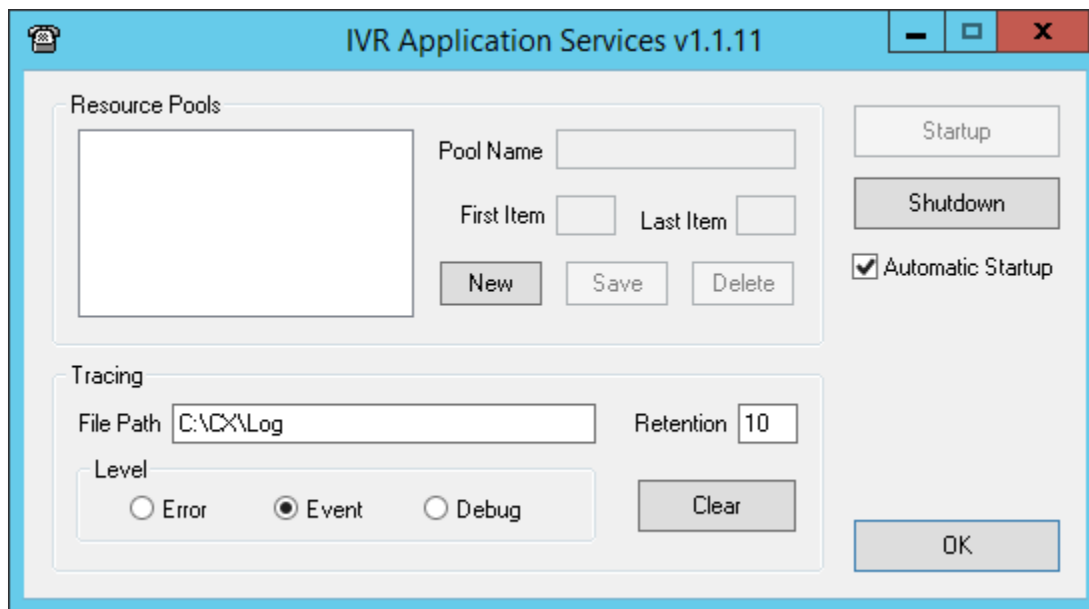 IVR Application Services v1.1.11
Resource Pools
Pool Name
First Item Last Item
New Save Delete
Startup
Shutdown
Automatic Startup
Tracing
File Path C:\CX\Log Retention 10
Level
Error Event Debug
Clear
OK